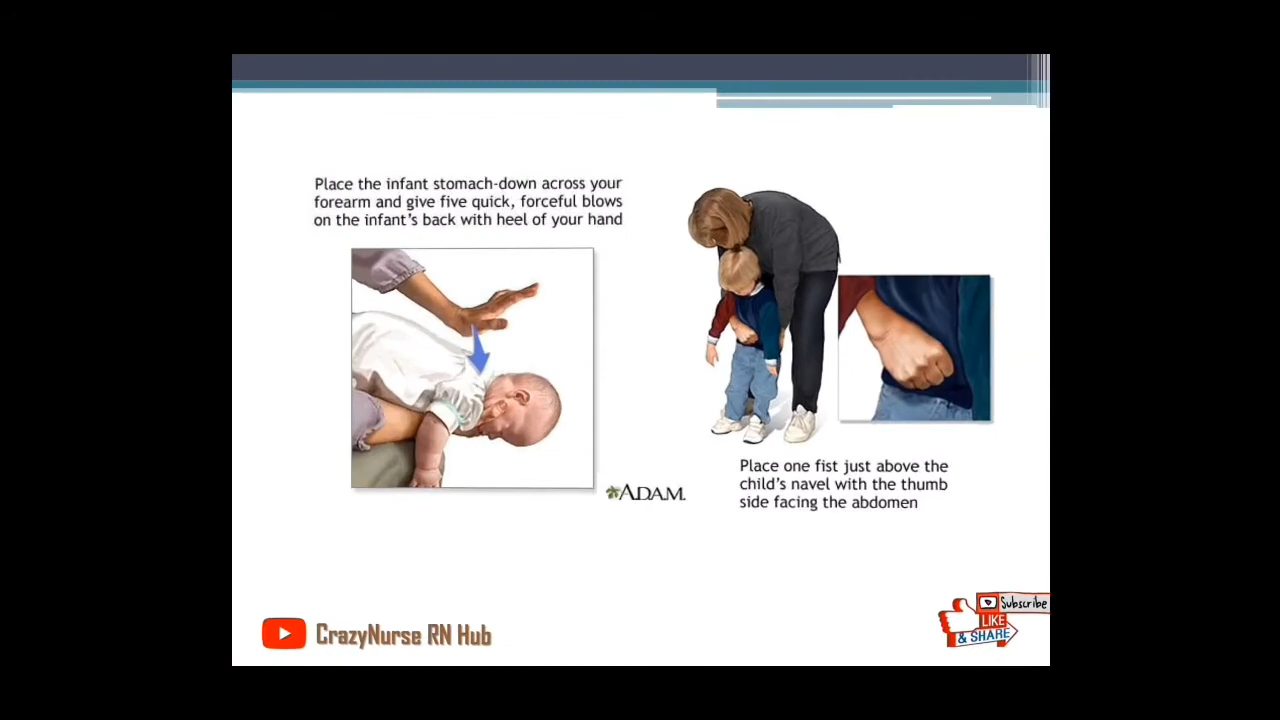 Place the infant stomach-down across your
forearm and give five quick, forceful blows
on the infant's back with heel of your hand
A.D.A.M.
Place one fist just above the
child's navel with the thumb
side facing the abdomen
CrazyNurse RN Hub
Subscribe
LIKE
& SHARE